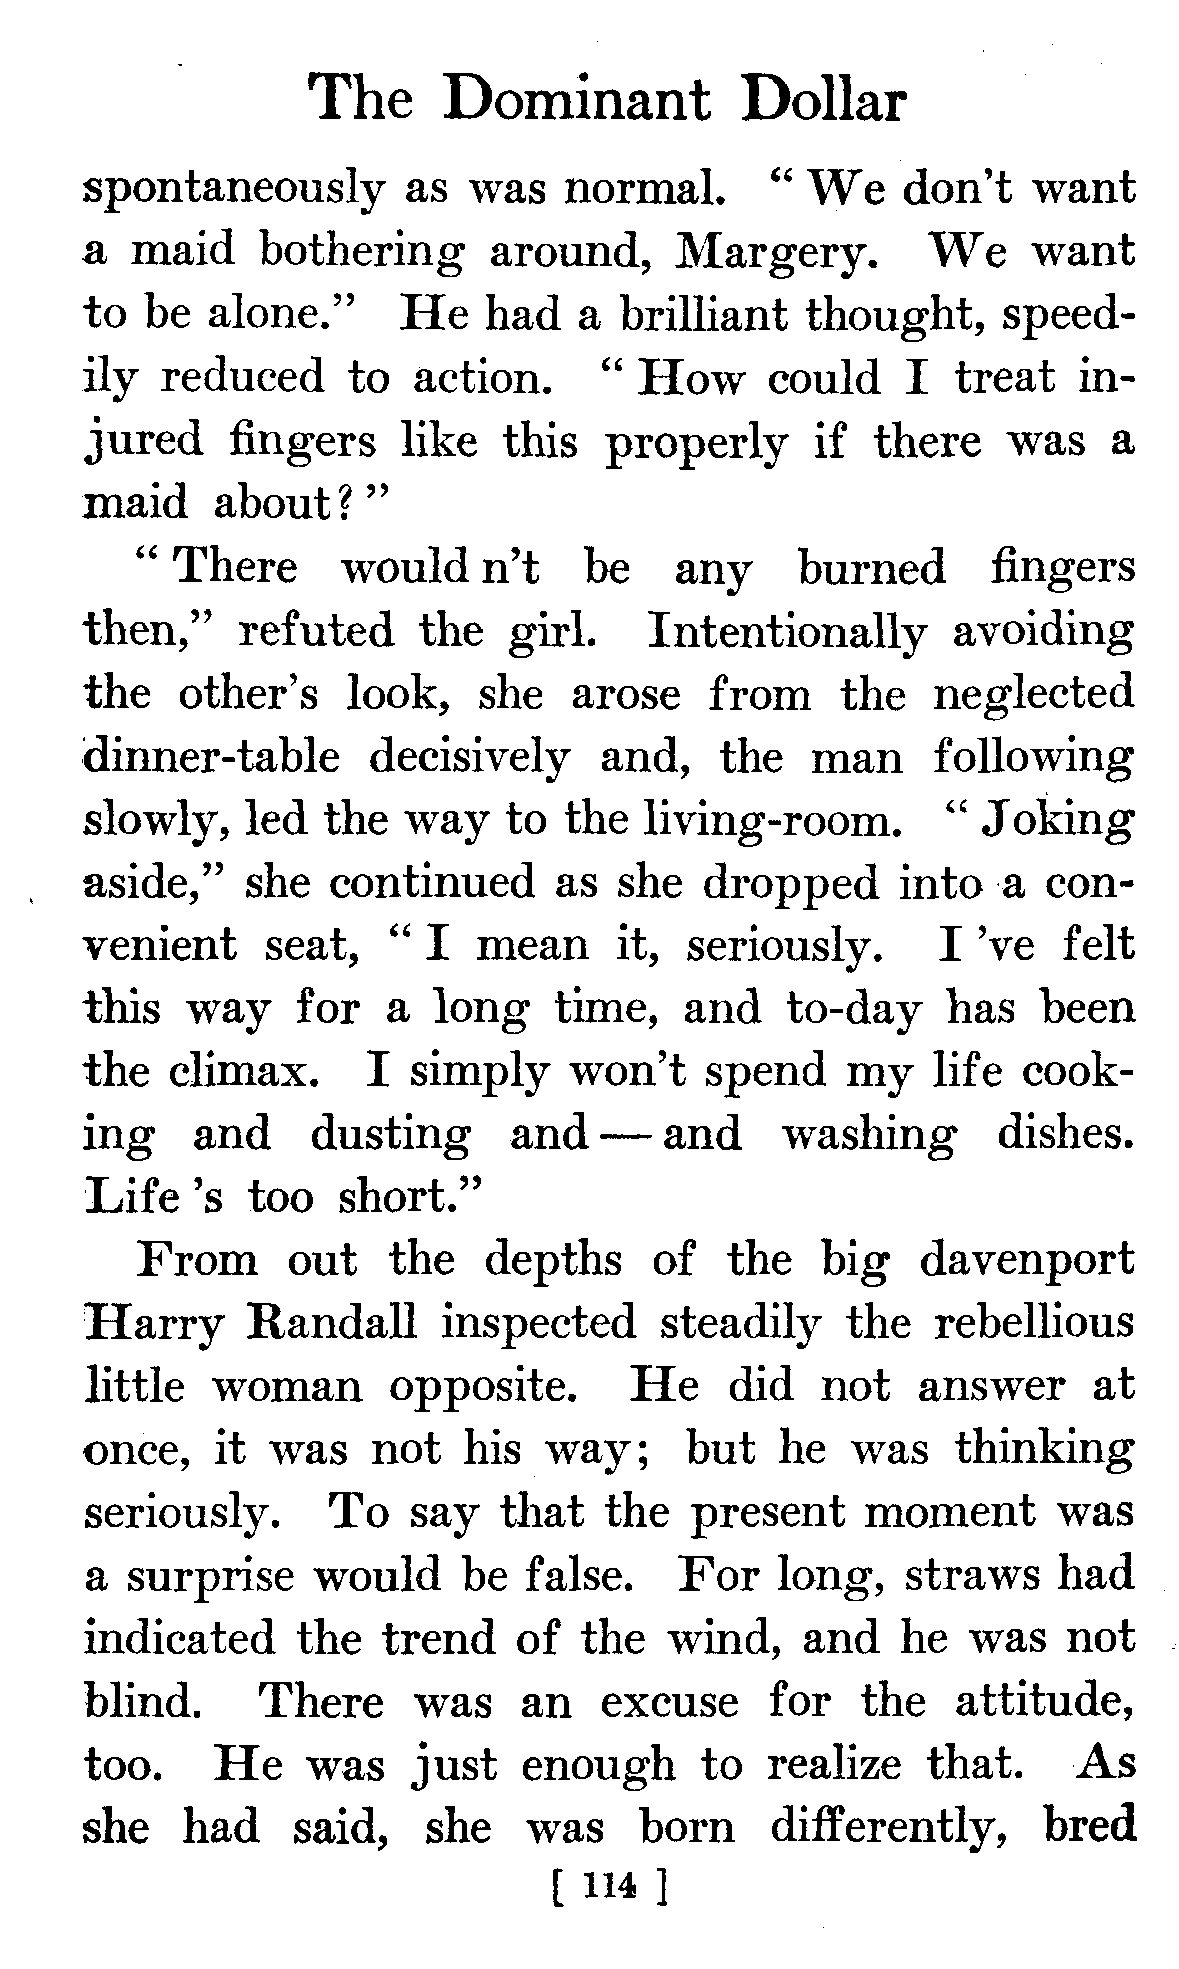 The Dominant Dollar
spontaneously as was normal. “ We don’t want
a maid bothering around, Margery. We want
to be alone.” He had a brilliant thought, speed-
ily reduced to action. “ How could I treat in-
jured fingers like this properly if there was a
maid about? ”
“ There would n’t be any burned fingers
then,” refuted the girl. Intentionally avoiding
the other’s look, she arose from the neglected
dinner-table decisively and, the man following
slowly, led the way to the living-room. “ Joking
aside,” she continued as she dropped into a con-
venient seat, “ I mean it, seriously. I ’ve felt
this way for a long time, and to-day has been
the climax. I simply won’t spend my life cook-
ing and dusting and — and washing dishes.
Life ’s too short.”
From out the depths of the big davenport
Harry Randall inspected steadily the rebellious
little woman opposite. He did not answer at
once, it was not his way; but he was thinking
seriously. To say that the present moment was
a surprise would be false. For long, straws had
indicated the trend of the wind, and he was not
blind. There was an excuse for the attitude,
too. He was just enough to realize that. As
she had said, she was born differently, bred
[ 114 ]